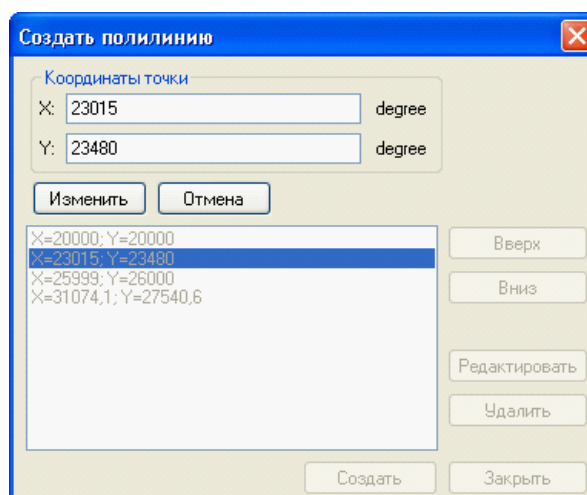 Создать полилинию
Координаты точки
X: 23015 degree
Y: 23480 degree
Изменить Отмена
X=20000; Y=20000
X=23015; Y=23480
X=25999; Y=26000
X=31074,1; Y=27540,6
Вверх
Вниз
Редактировать
Удалить
Создать Закрыть